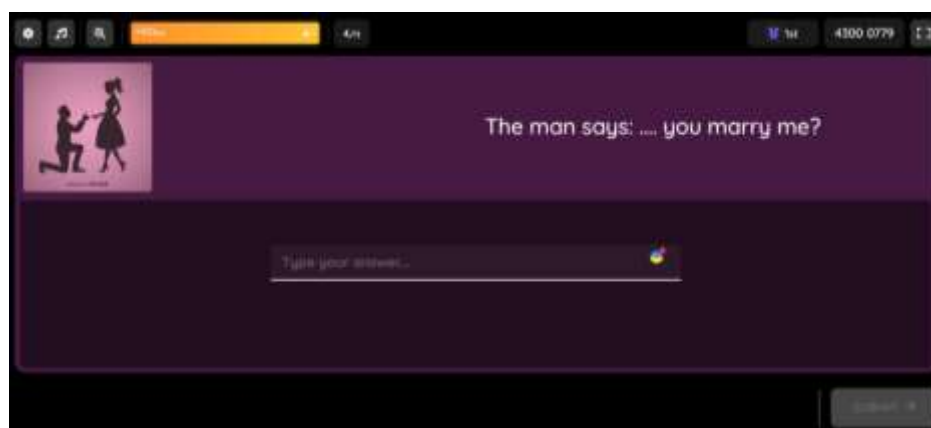 4/11
1st
4300 0779
The man says: .... you marry me?
Type your answer...